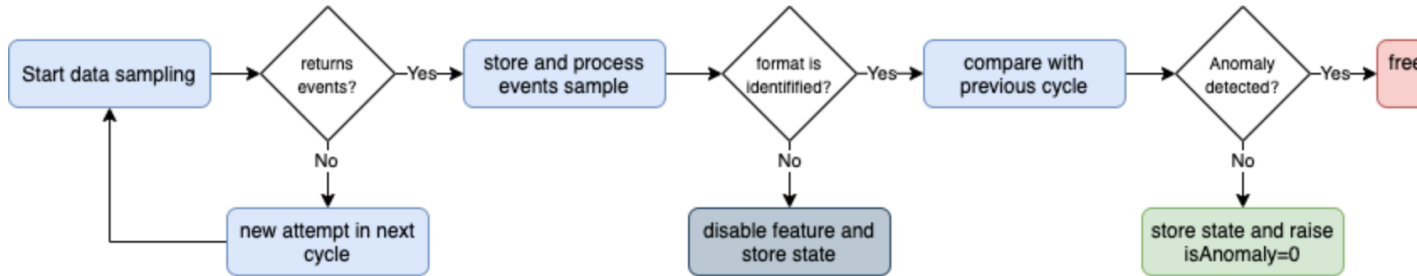 Start data sampling
returns
events?
Yes
store and process
events sample
format is
identifified?
Yes
compare with
previous cycle
Anomaly
detected?
Yes
No
new attempt in next
cycle
No
disable feature and
store state
No
store state and raise
isAnomaly=0